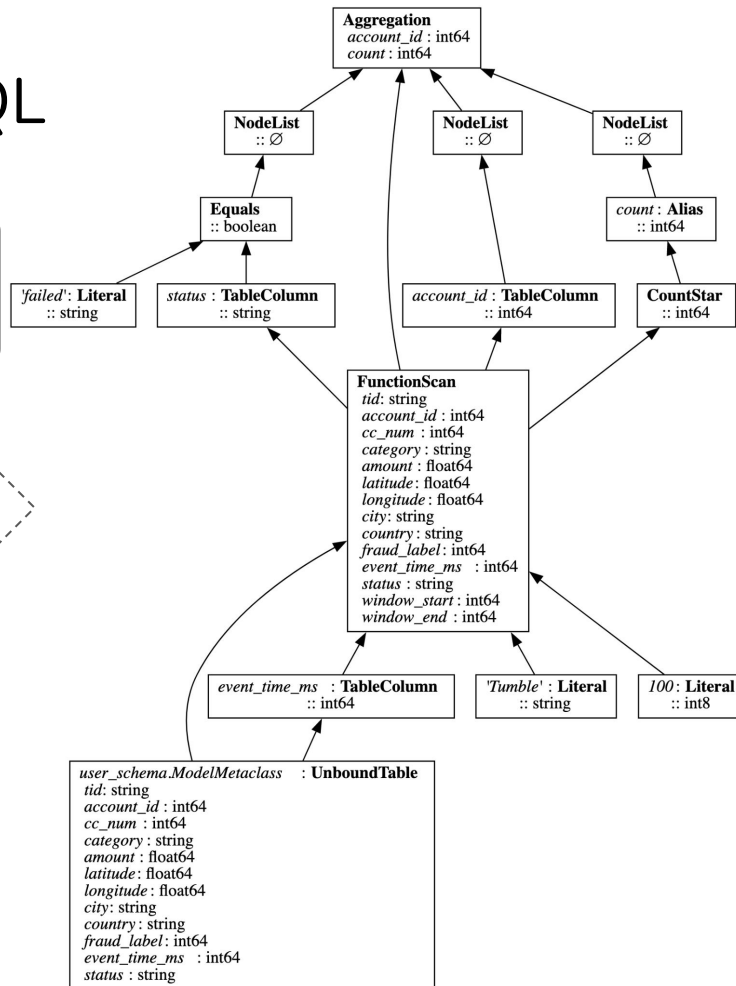 QL
Aggregation
account_id : int64
count : int64
NodeList
:: ∅
NodeList
:: ∅
NodeList
:: ∅
Equals
:: boolean
count : Alias
:: int64
'failed': Literal
:: string
status : TableColumn
:: string
account_id : TableColumn
:: int64
CountStar
:: int64
FunctionScan
tid: string
account_id : int64
cc_num : int64
category : string
amount : float64
latitude : float64
longitude : float64
city: string
country : string
fraud_label : int64
event_time_ms : int64
status : string
window_start : int64
window_end : int64
event_time_ms : TableColumn
:: int64
'Tumble' : Literal
:: string
100 : Literal
:: int8
user_schema.ModelMetaclass : UnboundTable
tid: string
account_id : int64
cc_num : int64
category : string
amount : float64
latitude : float64
longitude : float64
city: string
country : string
fraud_label : int64
event_time_ms : int64
status : string